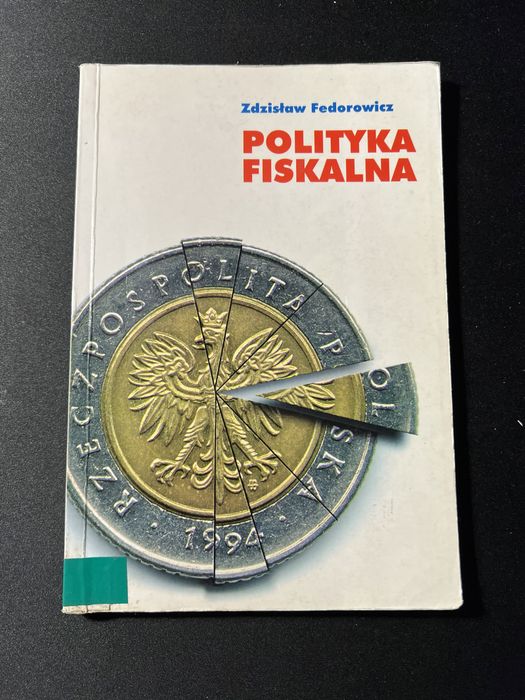 Zdzisław Fedorowicz
POLITYKA
FISKALNA
RZECZPOSPOLITA POLSKA
1994